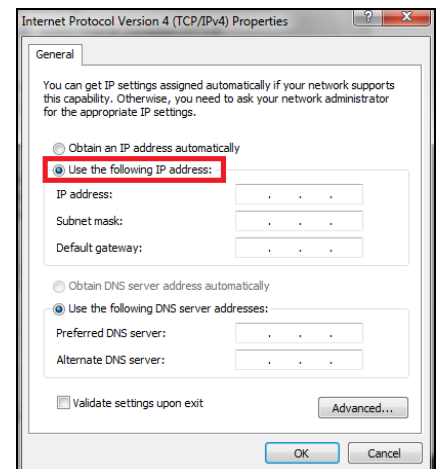 Internet Protocol Version 4 (TCP/IPv4) Properties
General
You can get IP settings assigned automatically if your network supports
this capability. Otherwise, you need to ask your network administrator
for the appropriate IP settings.
Obtain an IP address automatically
Use the following IP address:
IP address:
Subnet mask:
Default gateway:
Obtain DNS server address automatically
Use the following DNS server addresses:
Preferred DNS server:
Alternate DNS server:
Validate settings upon exit
Advanced...
OK Cancel